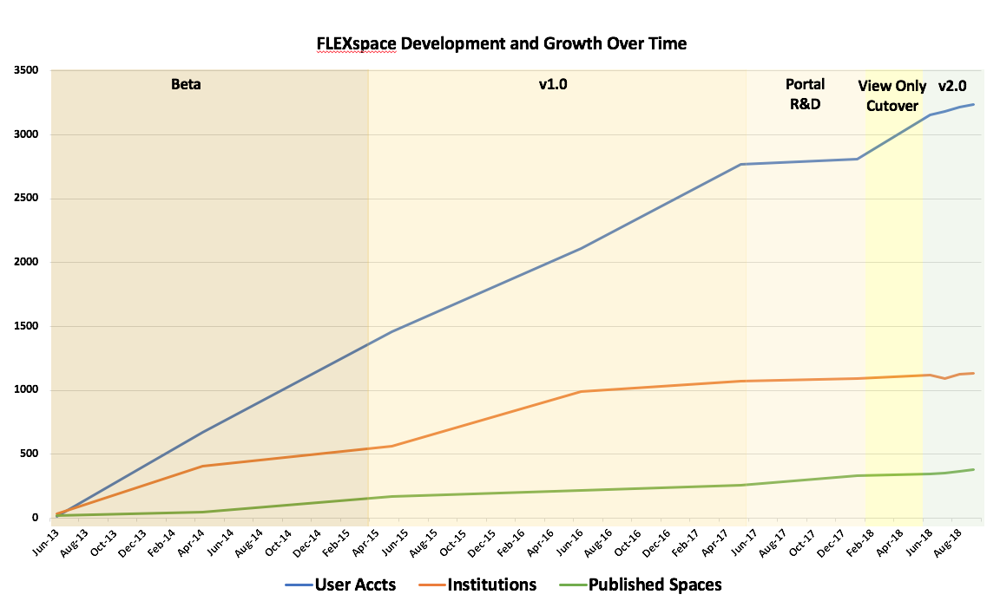 FLEXspace Development and Growth Over Time
3500
3000
2500
2000
1500
1000
500
0
Beta
v1.0
Portal
R&D
View Only
Cutover
v2.0
Jun-13
Aug-13
Oct-13
Dec-13
Feb-14
Apr-14
Jun-14
Aug-14
Oct-14
Dec-14
Feb-15
Apr-15
Jun-15
Aug-15
Oct-15
Dec-15
Feb-16
Apr-16
Jun-16
Aug-16
Oct-16
Dec-16
Feb-17
Apr-17
Jun-17
Aug-17
Oct-17
Dec-17
Feb-18
Apr-18
Jun-18
Aug-18
User Accts
Institutions
Published Spaces